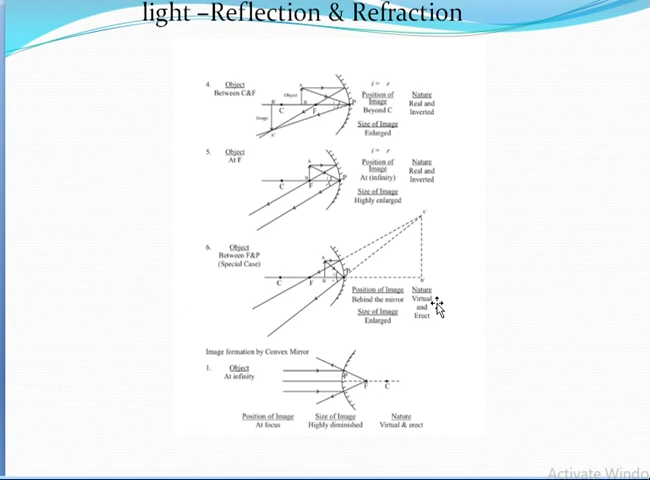 light –Reflection & Refraction
4. Object
Between C&F
i = r
Position of Image
Beyond C
Size of Image
Enlarged
Nature
Real and
Inverted
Object
Image
C
F
P
5. Object
At F
i = r
Position of Image
At (infinity)
Size of Image
Highly enlarged
Nature
Real and
Inverted
C
F
P
6. Object
Between F&P
(Special Case)
C
F
P
Position of Image
Behind the mirror
Size of Image
Enlarged
Nature
Virtual
and
Erect
Image formation by Convex Mirror
1. Object
At infinity
P
F
C
Position of Image
At focus
Size of Image
Highly diminished
Nature
Virtual & erect
Activate Windo